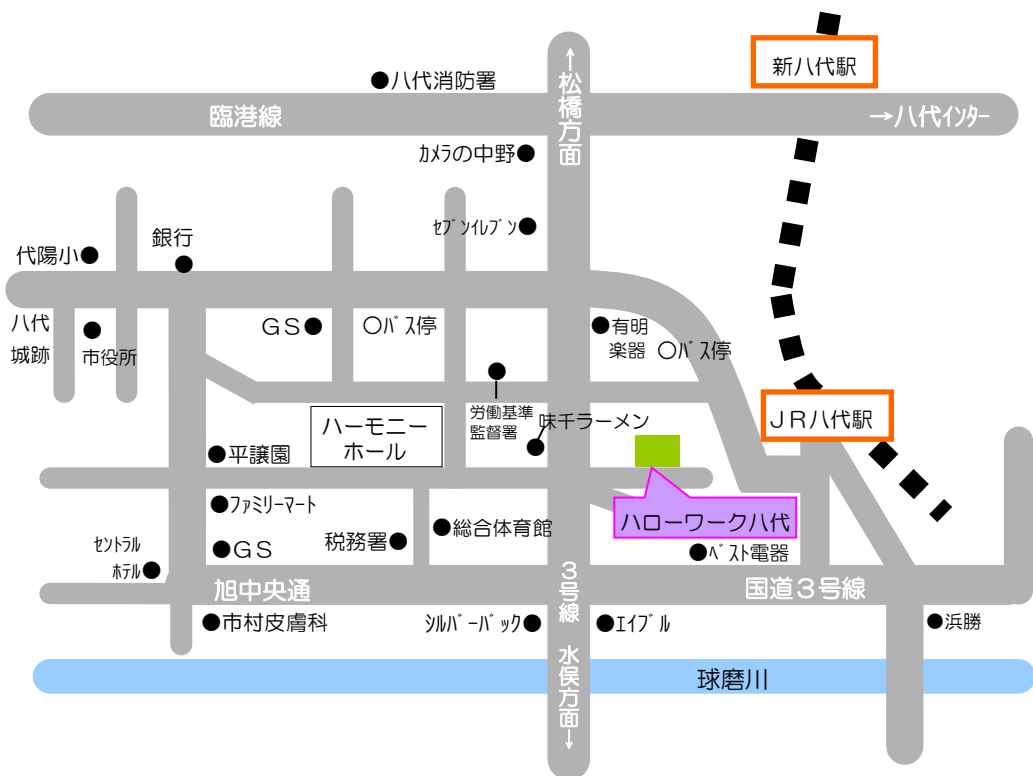 新八代駅
↑松橋方面
●八代消防署
臨港線
→八代ｲﾝﾀｰ
ｶﾒﾗの中野●
ｾﾌﾞﾝｲﾚﾌﾞﾝ●
代陽小●
銀行
●
八代
城跡
●
市役所
ＧＳ●
〇ﾊﾞｽ停
●有明
楽器
〇ﾊﾞｽ停
●
労働基準
監督署
味千ラーメン
●
ハーモニー
ホール
ＪＲ八代駅
●平譲園
●ﾌｧﾐﾘｰﾏｰﾄ
ハローワーク八代
●ＧＳ
税務署●
●総合体育館
●ﾍﾞｽﾄ電器
ｾﾝﾄﾗﾙ
ﾎﾃﾙ●
旭中央通
３号線 水俣方面→
国道３号線
●市村皮膚科
ｼﾙﾊﾞｰﾊﾞｯｸ●
●ｴｲﾌﾞﾙ
●浜勝
球磨川